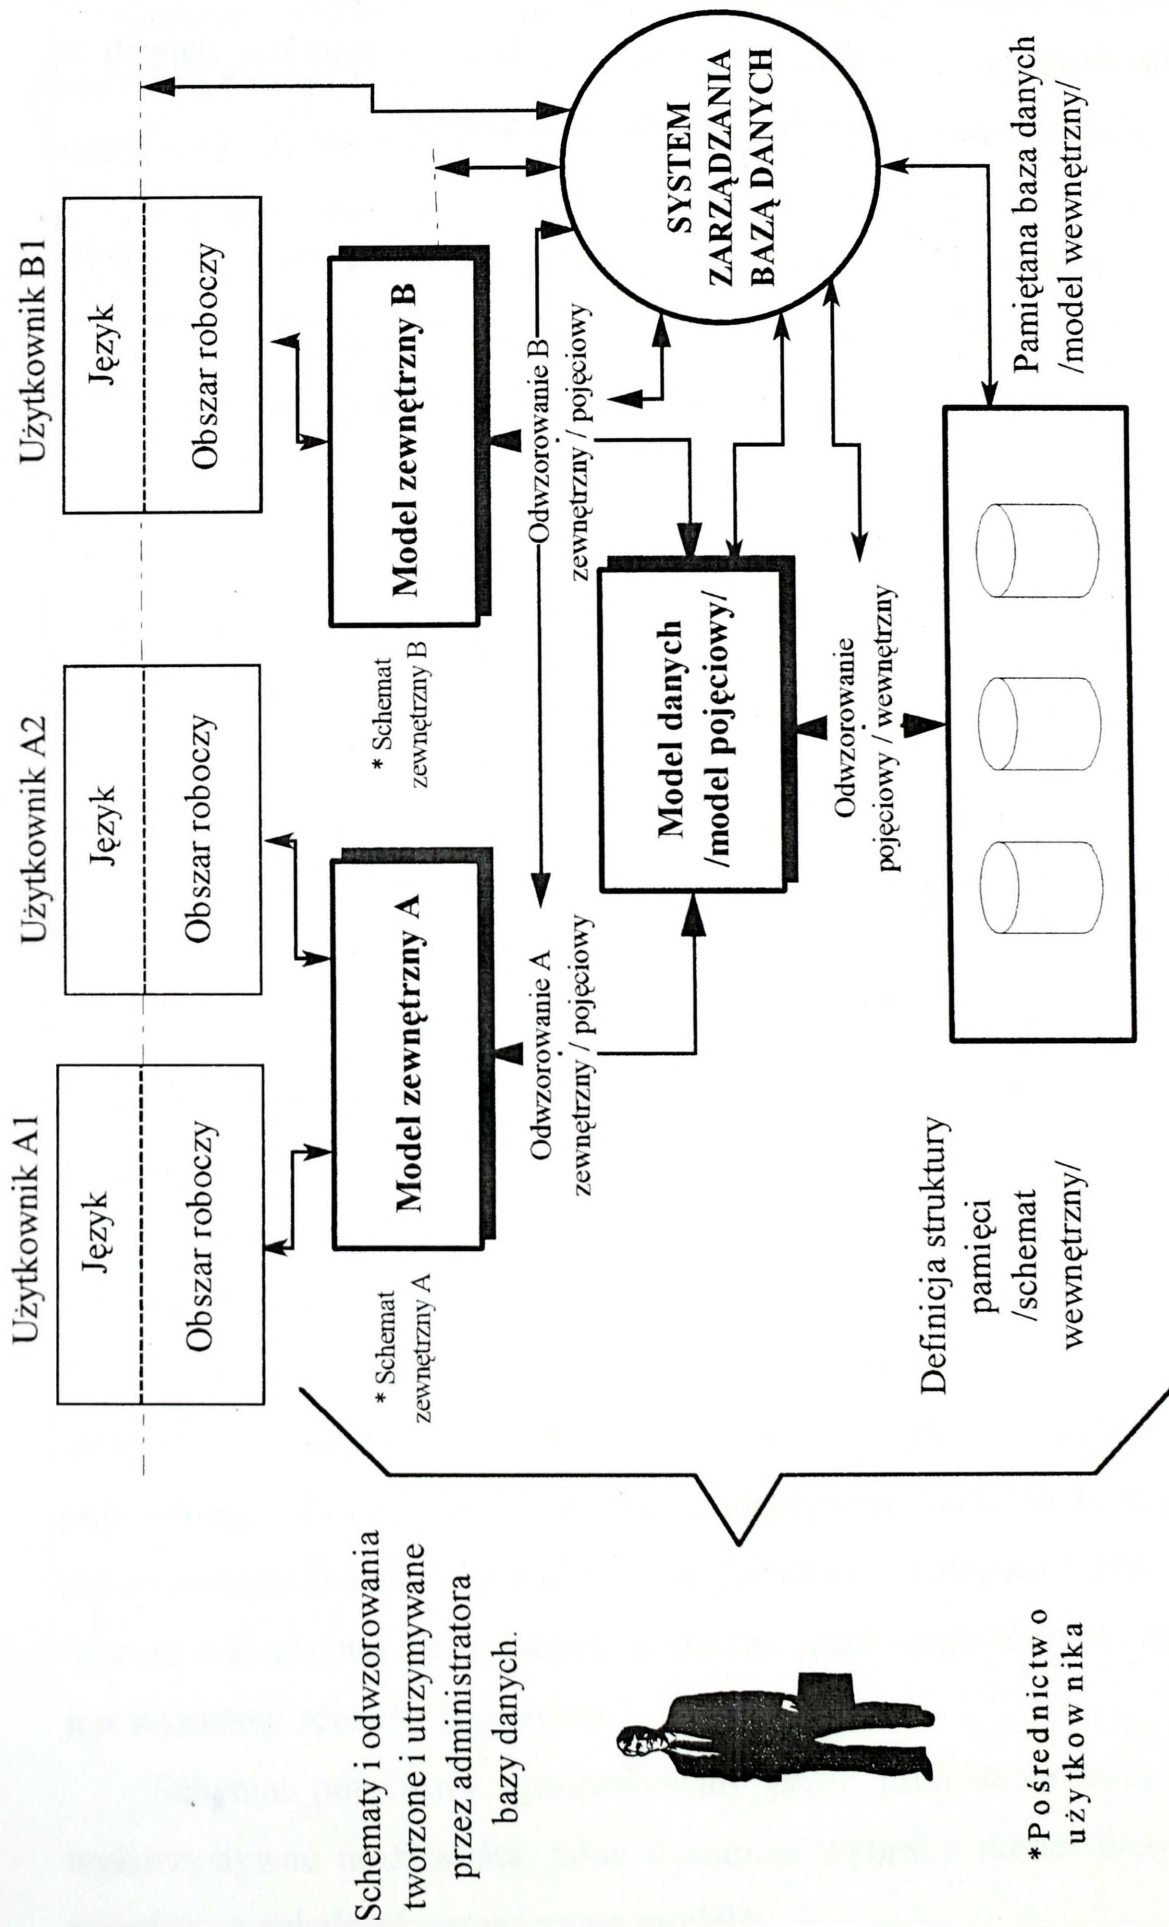 Użytkownik A1
Język
Obszar roboczy
Użytkownik A2
Język
Obszar roboczy
Użytkownik B1
Język
Obszar roboczy
* Schemat
zewnętrzny A
Model zewnętrzny A
* Schemat
zewnętrzny B
Model zewnętrzny B
Odwzorowanie A
zewnętrzny / pojęciowy
Odwzorowanie B
zewnętrzny / pojęciowy
SYSTEM
ZARZĄDZANIA
BAZĄ DANYCH
Schematy i odwzorowania
tworzone i urzymywane
przez administratora
bazy danych.
Model danych
/model pojęciowy/
Odwzorowanie
pojęciowy / wewnętrzny
Definicja struktury
pamięci
/schemat
wewnętrzny/
Pamiętana baza danych
/model wewnętrzny/
* Pośrednictwo
użytkownika